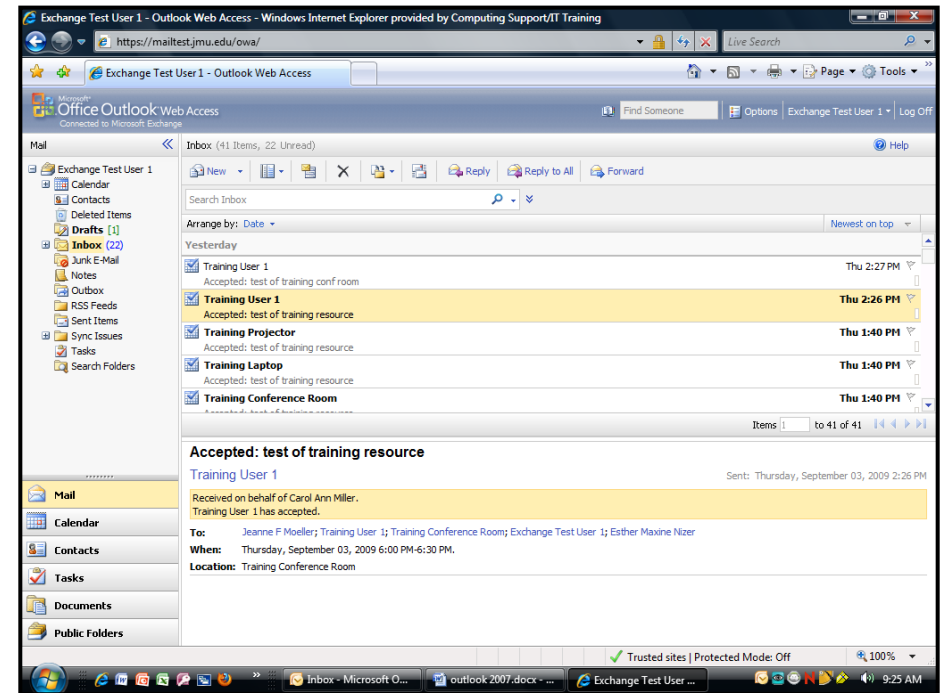 Exchange Test User 1 - Outlook Web Access - Windows Internet Explorer provided by Computing Support/IT Training
https://mailtest.jmu.edu/owa/
Live Search
Exchange Test User 1 - Outlook Web Access
Page
Tools
Microsoft
Office Outlook Web Access
Connected to Microsoft Exchange
Find Someone
Options
Exchange Test User 1
Log Off
Mail
Inbox (41 Items, 22 Unread)
Help
Exchange Test User 1
Calendar
Contacts
Deleted Items
Drafts [1]
Inbox (22)
Junk E-Mail
Notes
Outbox
RSS Feeds
Sent Items
Sync Issues
Tasks
Search Folders
New
Reply
Reply to All
Forward
Search Inbox
Arrange by: Date
Newest on top
Yesterday
Training User 1 Thu 2:27 PM
Accepted: test of training conf room
Training User 1 Thu 2:26 PM
Accepted: test of training resource
Training Projector Thu 1:40 PM
Accepted: test of training resource
Training Laptop Thu 1:40 PM
Accepted: test of training resource
Training Conference Room Thu 1:40 PM
Items 1 to 41 of 41
Accepted: test of training resource
Training User 1
Sent: Thursday, September 03, 2009 2:26 PM
Received on behalf of Carol Ann Miller.
Training User 1 has accepted.
To: Jeanne F Moeller; Training User 1; Training Conference Room; Exchange Test User 1; Esther Maxine Nizer
When: Thursday, September 03, 2009 6:00 PM-6:30 PM.
Location: Training Conference Room
Mail
Calendar
Contacts
Tasks
Documents
Public Folders
Trusted sites | Protected Mode: Off
100%
Inbox - Microsoft O...
outlook 2007.docx - ...
Exchange Test User ...
9:25 AM